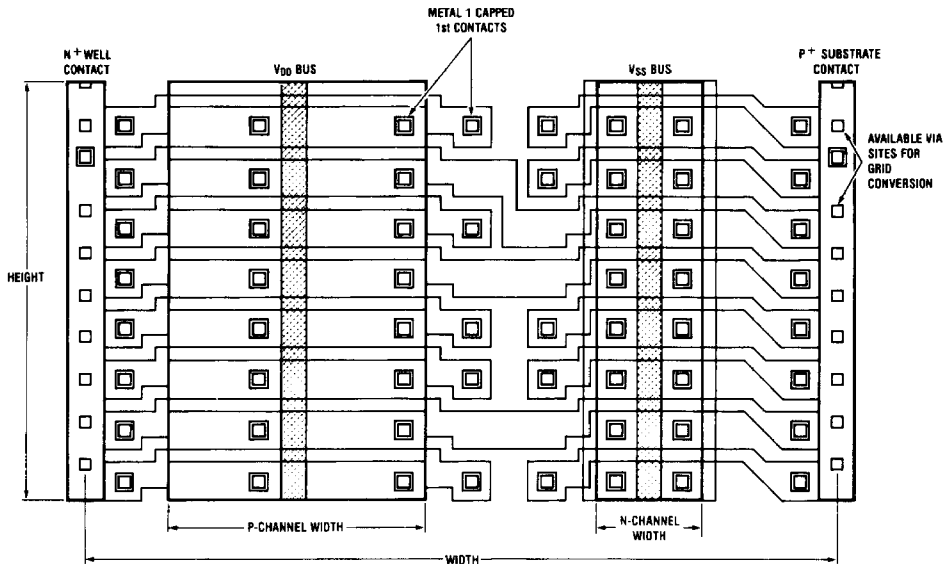 METAL 1 CAPPED
1st CONTACTS
N+ WELL
CONTACT
VDD BUS
VSS BUS
P+ SUBSTRATE
CONTACT
AVAILABLE VIA
SITES FOR
GRID
CONVERSION
HEIGHT
P-CHANNEL WIDTH
N-CHANNEL
WIDTH
WIDTH